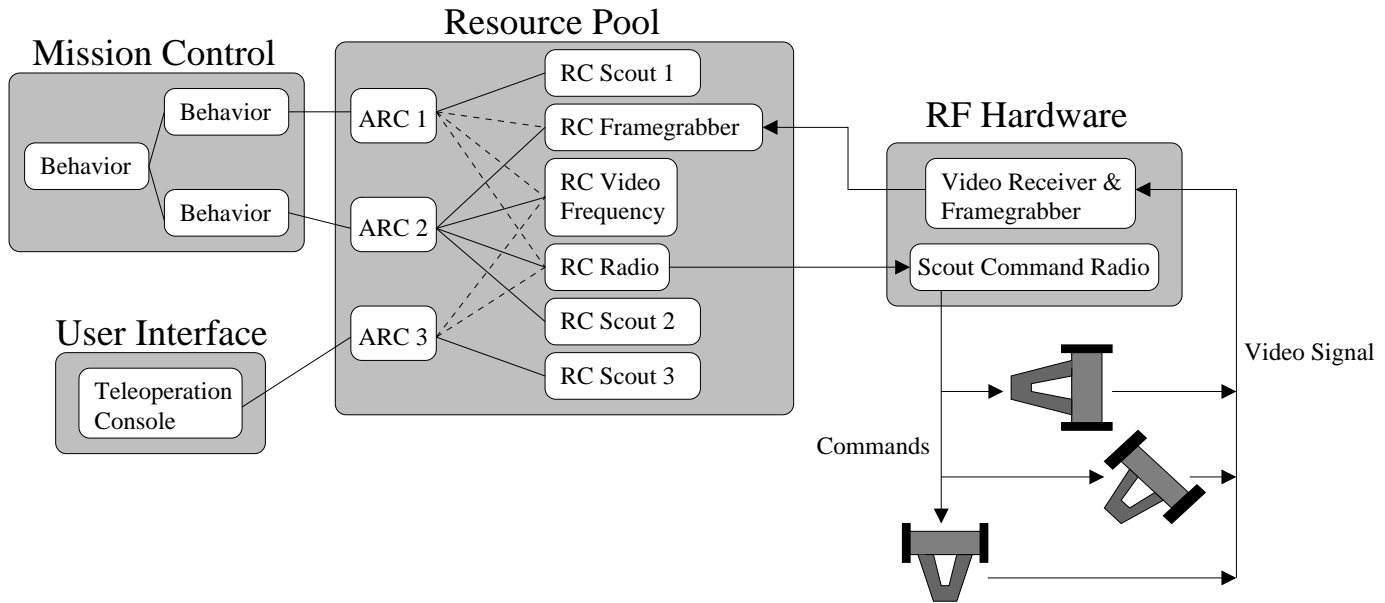 Resource Pool
Mission Control
Behavior
Behavior
Behavior
ARC 1
ARC 2
ARC 3
RC Scout 1
RC Framegrabber
RC Video
Frequency
RC Radio
RC Scout 2
RC Scout 3
User Interface
Teleoperation
Console
RF Hardware
Video Receiver &
Framegrabber
Scout Command Radio
Video Signal
Commands